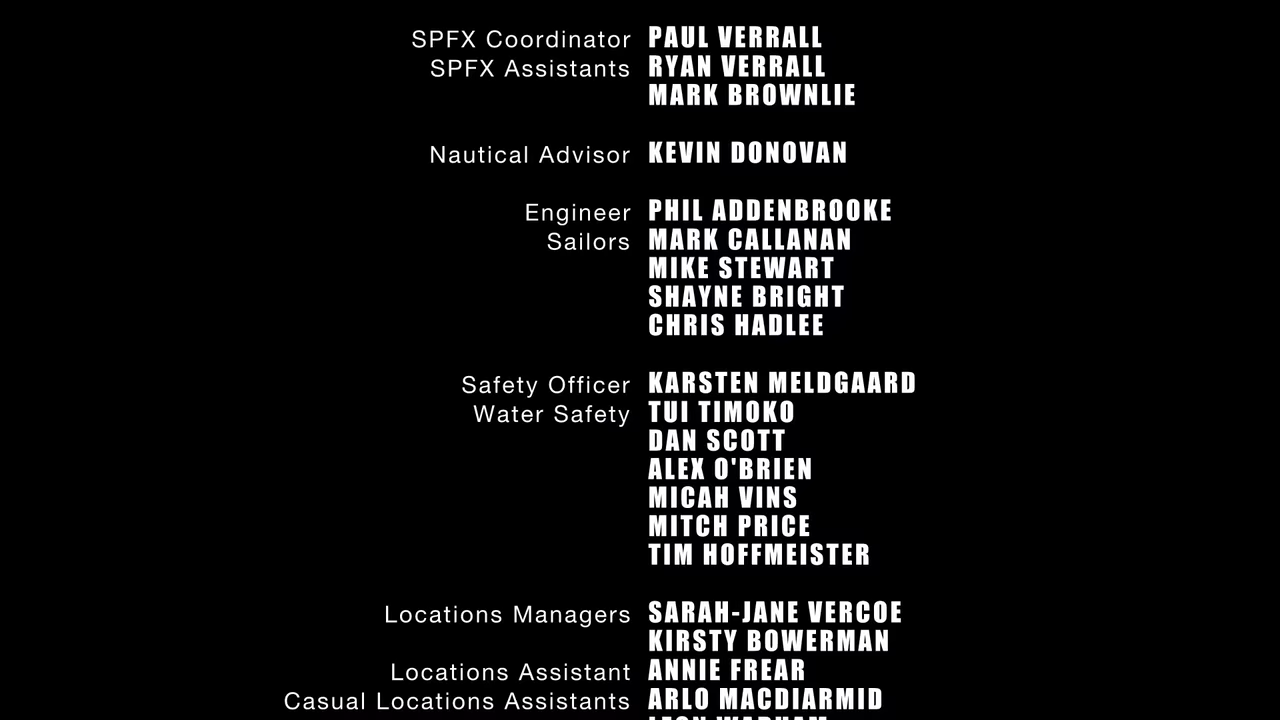 SPFX Coordinator PAUL VERRALL
SPFX Assistants RYAN VERRALL
MARK BROWNLIE
Nautical Advisor KEVIN DONOVAN
Engineer PHIL ADDENBROOKE
Sailors MARK CALLANAN
MIKE STEWART
SHAYNE BRIGHT
CHRIS HADLEE
Safety Officer KARSTEN MELDGAARD
Water Safety TUI TIMOKO
DAN SCOTT
ALEX O'BRIEN
MICAH VINS
MITCH PRICE
TIM HOFFMEISTER
Locations Managers SARAH-JANE VERCOE
KIRSTY BOWERMAN
Locations Assistant ANNIE FREAR
Casual Locations Assistants ARLO MACDIARMID